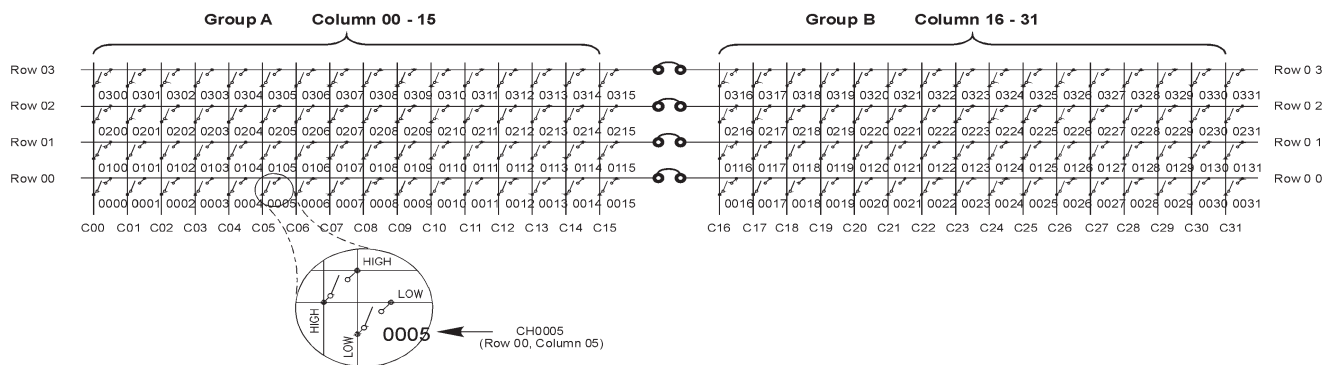 Group A Column 00 - 15 Group B Column 16 - 31
Row 03 Row 0 3
0300 0301 0302 0303 0304 0305 0306 0307 0308 0309 0310 0311 0312 0313 0314 0315 0316 0317 0318 0319 0320 0321 0322 0323 0324 0325 0326 0327 0328 0329 0330 0331
Row 02 Row 0 2
0200 0201 0202 0203 0204 0205 0206 0207 0208 0209 0210 0211 0212 0213 0214 0215 0216 0217 0218 0219 0220 0221 0222 0223 0224 0225 0226 0227 0228 0229 0230 0231
Row 01 Row 0 1
0100 0101 0102 0103 0104 0105 0106 0107 0108 0109 0110 0111 0112 0113 0114 0115 0116 0117 0118 0119 0120 0121 0122 0123 0124 0125 0126 0127 0128 0129 0130 0131
Row 00 Row 0 0
0000 0001 0002 0003 0004 0005 0006 0007 0008 0009 0010 0011 0012 0013 0014 0015 0016 0017 0018 0019 0020 0021 0022 0023 0024 0025 0026 0027 0028 0029 0030 0031
C00 C01 C02 C03 C04 C05 C06 C07 C08 C09 C10 C11 C12 C13 C14 C15 C16 C17 C18 C19 C20 C21 C22 C23 C24 C25 C26 C27 C28 C29 C30 C31
HIGH
LOW
HIGH
LOW
0005
CH0005
(Row 00, Column 05)